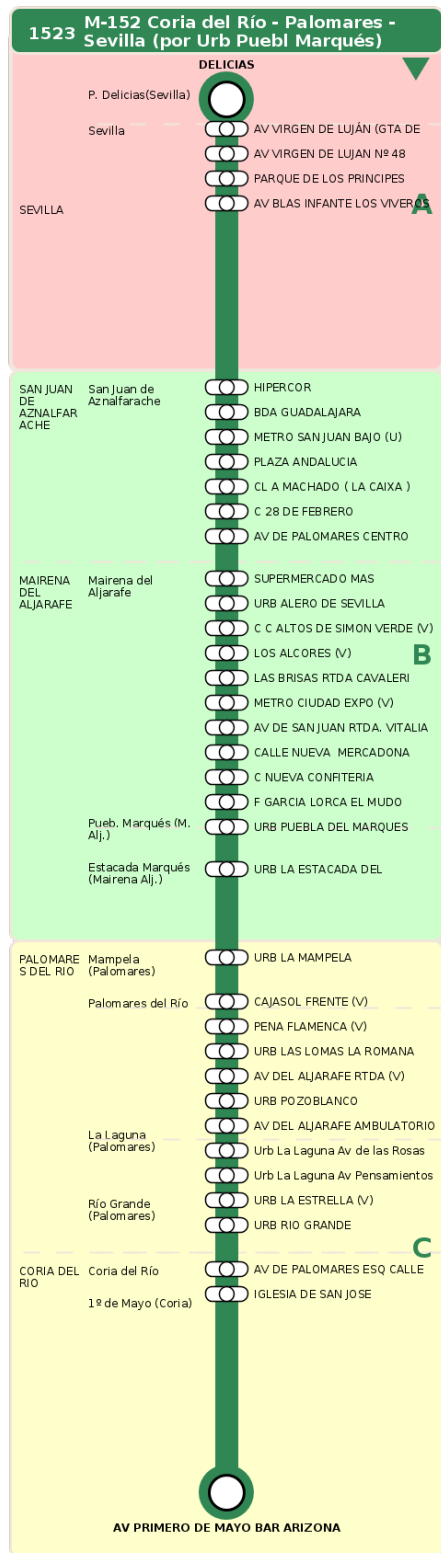 1523
M-152 Coria del Río - Palomares -
Sevilla (por Urb Puebl Marqués)
DELICIAS
P. Delicias(Sevilla)
Sevilla
AV VIRGEN DE LUJÁN (GTA DE
AV VIRGEN DE LUJAN Nº 48
PARQUE DE LOS PRINCIPES
AV BLAS INFANTE LOS VIVEROS
A
SEVILLA
SAN JUAN
DE
AZNALFAR
ACHE
San Juan de
Aznalfarache
HIPERCOR
BDA GUADALAJARA
METRO SAN JUAN BAJO (U)
PLAZA ANDALUCIA
CL A MACHADO ( LA CAIXA )
C 28 DE FEBRERO
AV DE PALOMARES CENTRO
MAIRENA
DEL
ALJARAFE
Mairena del
Aljarafe
SUPERMERCADO MAS
URB ALERO DE SEVILLA
C C ALTOS DE SIMON VERDE (V)
LOS ALCORES (V)
B
LAS BRISAS RTDA CAVALERI
METRO CIUDAD EXPO (V)
AV DE SAN JUAN RTDA. VITALIA
CALLE NUEVA  MERCADONA
C NUEVA CONFITERIA
F GARCIA LORCA EL MUDO
Pueb. Marqués (M.
Alj.)
URB PUEBLA DEL MARQUES
Estacada Marqués
(Mairena Alj.)
URB LA ESTACADA DEL
PALOMARE
S DEL RIO
Mampela
(Palomares)
URB LA MAMPELA
Palomares del Río
CAJASOL FRENTE (V)
PENA FLAMENCA (V)
URB LAS LOMAS LA ROMANA
AV DEL ALJARAFE RTDA (V)
URB POZOBLANCO
AV DEL ALJARAFE AMBULATORIO
La Laguna
(Palomares)
Urb La Laguna Av de las Rosas
Urb La Laguna Av Pensamientos
Río Grande
(Palomares)
URB LA ESTRELLA (V)
URB RIO GRANDE
C
CORIA DEL
RIO
Coria del Río
AV DE PALOMARES ESQ CALLE
1º de Mayo (Coria)
IGLESIA DE SAN JOSE
AV PRIMERO DE MAYO BAR ARIZONA